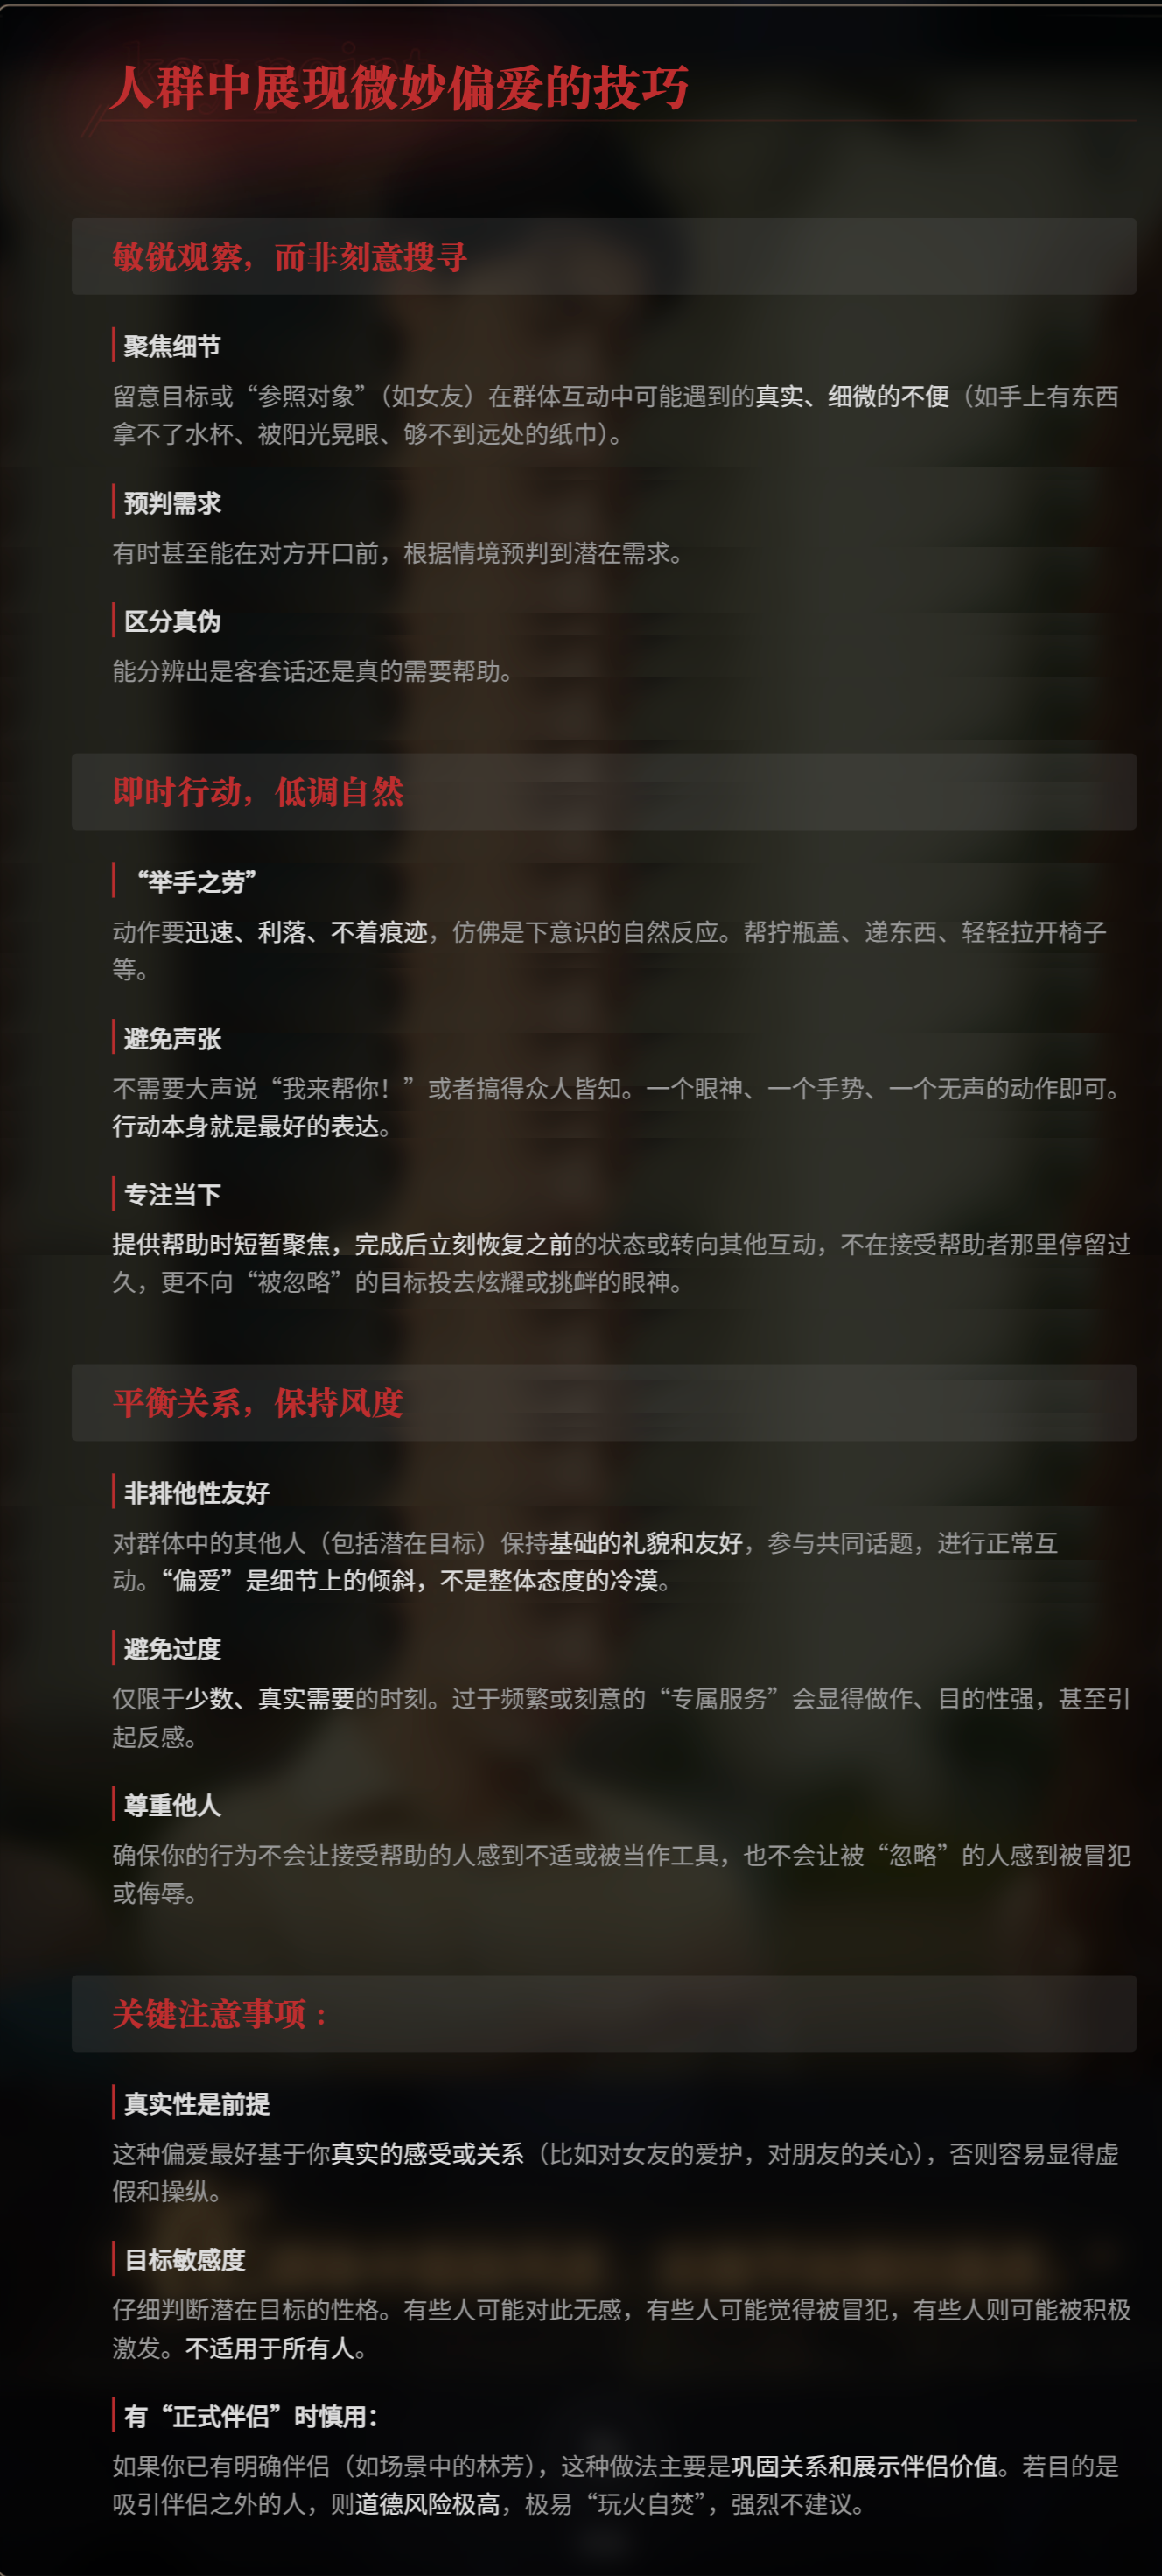 人群中展现微妙偏爱的技巧
敏锐观察，而非刻意搜寻
聚焦细节
留意目标或“参照对象”（如女友）在群体互动中可能遇到的真实、细微的不便（如手上有东西
拿不了水杯、被阳光晃眼、够不到远处的纸巾）。
预判需求
有时甚至能在对方开口前，根据情境预判到潜在需求。
区分真伪
能分辨出是客套话还是真的需要帮助。
即时行动，低调自然
“举手之劳”
动作要迅速、利落、不着痕迹，仿佛是下意识的自然反应。帮拧瓶盖、递东西、轻轻拉开椅子
等。
避免声张
不需要大声说“我来帮你！”或者搞得众人皆知。一个眼神、一个手势、一个无声的动作即可。
行动本身就是最好的表达。
专注当下
提供帮助时短暂聚焦，完成后立刻恢复之前的状态或转向其他互动，不在接受帮助者那里停留过
久，更不向“被忽略”的目标投去炫耀或挑衅的眼神。
平衡关系，保持风度
非排他性友好
对群体中的其他人（包括潜在目标）保持基础的礼貌和友好，参与共同话题，进行正常互
动。“偏爱”是细节上的倾斜，不是整体态度的冷漠。
避免过度
仅限于少数、真实需要的时刻。过于频繁或刻意的“专属服务”会显得做作、目的性强，甚至引
起反感。
尊重他人
确保你的行为不会让接受帮助的人感到不适或被当作工具，也不会让被“忽略”的人感到被冒犯
或侮辱。
关键注意事项：
真实性是前提
这种偏爱最好基于你真实的感受或关系（比如对女友的爱护，对朋友的关心），否则容易显得虚
假和操纵。
目标敏感度
仔细判断潜在目标的性格。有些人可能对此无感，有些人可能觉得被冒犯，有些人则可能被积极
激发。不适用于所有人。
有“正式伴侣”时慎用：
如果你已有明确伴侣（如场景中的林芳），这种做法主要是巩固关系和展示伴侣价值。若目的是
吸引伴侣之外的人，则道德风险极高，极易“玩火自焚”，强烈不建议。